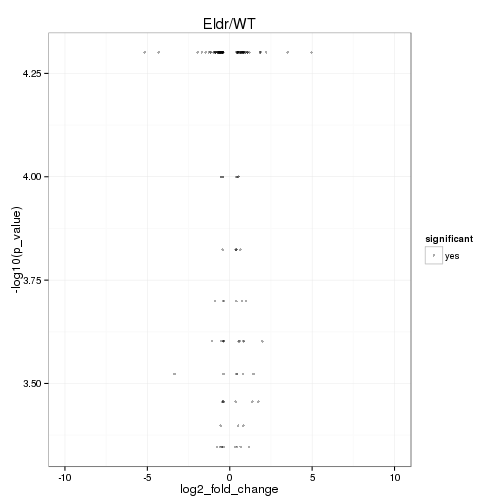 Eldr/WT
4.25
4.00
3.75
3.50
-log10(p_value)
-10
-5
0
5
10
log2_fold_change
significant
yes